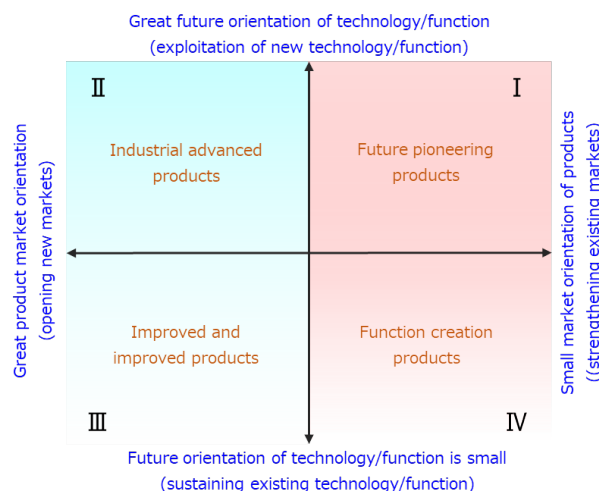 Great future orientation of technology/function
(exploitation of new technology/function)
Ⅱ
Ⅰ
Industrial advanced
products
Future pioneering
products
Great product market orientation
(opening new markets)
Small market orientation of products
((strengthening existing markets)
Improved and
improved products
Function creation
products
Ⅲ
Ⅳ
Future orientation of technology/function is small
(sustaining existing technology/function)